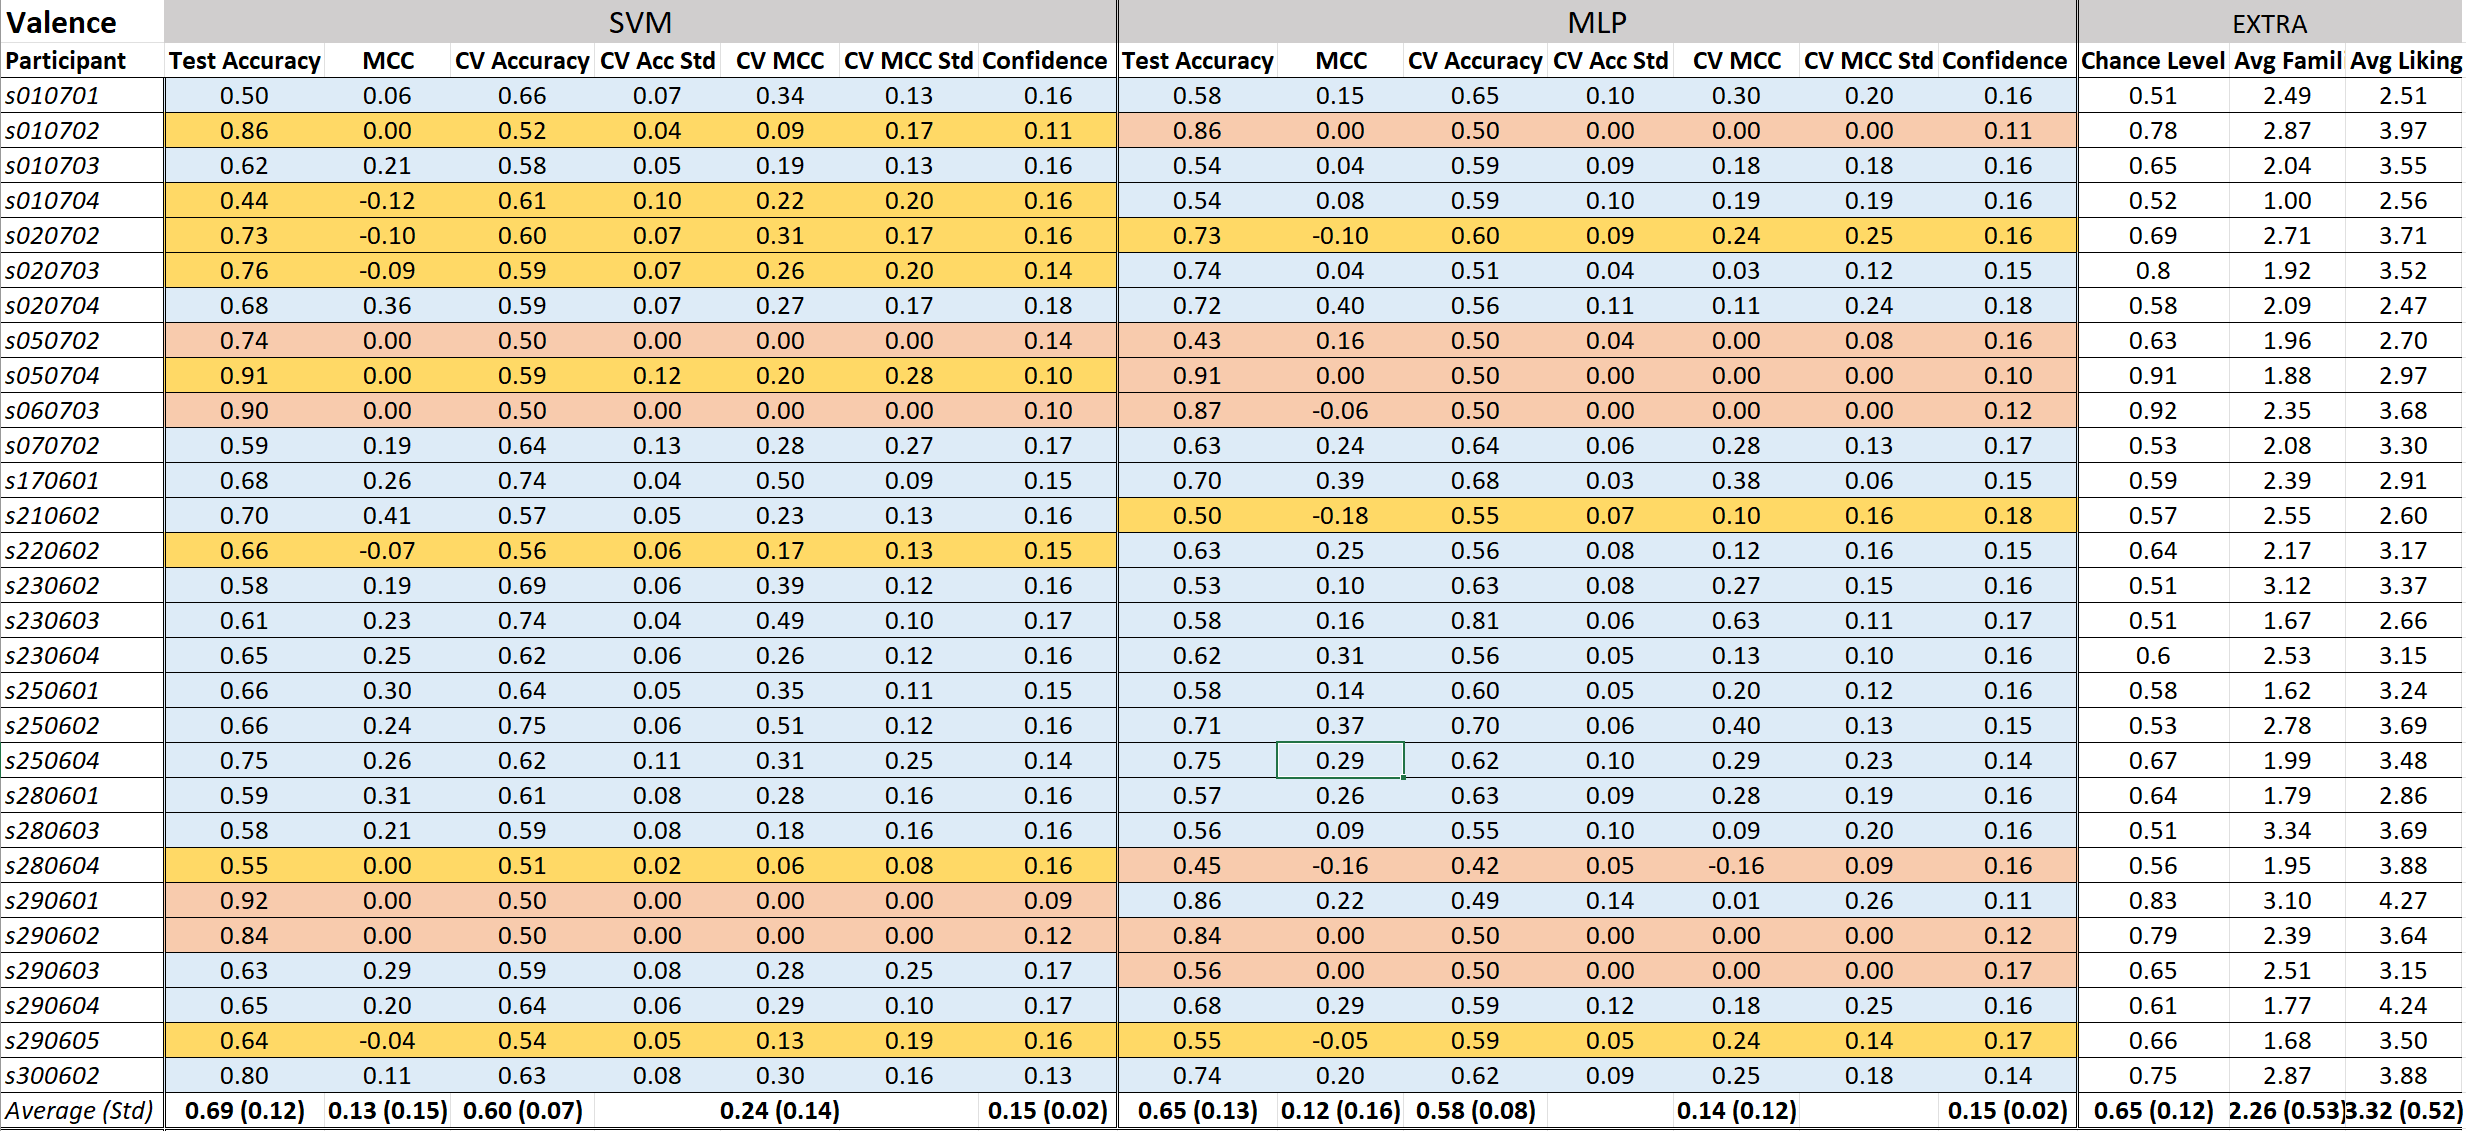 Valence SVM MLP EXTRA
Participant Test Accuracy MCC CV Accuracy CV Acc Std CV MCC CV MCC Std Confidence Test Accuracy MCC CV Accuracy CV Acc Std CV MCC CV MCC Std Confidence Chance Level Avg Famil Avg Liking
s010701 0.50 0.06 0.66 0.07 0.34 0.13 0.16 0.58 0.15 0.65 0.10 0.30 0.20 0.16 0.51 2.49 2.51
s010702 0.86 0.00 0.52 0.04 0.09 0.17 0.11 0.86 0.00 0.50 0.00 0.00 0.00 0.11 0.78 2.87 3.97
s010703 0.62 0.21 0.58 0.05 0.19 0.13 0.16 0.54 0.04 0.59 0.09 0.18 0.18 0.16 0.65 2.04 3.55
s010704 0.44 -0.12 0.61 0.10 0.22 0.20 0.16 0.54 0.08 0.59 0.10 0.19 0.19 0.16 0.52 1.00 2.56
s020702 0.73 -0.10 0.60 0.07 0.31 0.17 0.16 0.73 -0.10 0.60 0.09 0.24 0.25 0.16 0.69 2.71 3.71
s020703 0.76 -0.09 0.59 0.07 0.26 0.20 0.14 0.74 0.04 0.51 0.04 0.03 0.12 0.15 0.8 1.92 3.52
s020704 0.68 0.36 0.59 0.07 0.27 0.17 0.18 0.72 0.40 0.56 0.11 0.11 0.24 0.18 0.58 2.09 2.47
s050702 0.74 0.00 0.50 0.00 0.00 0.00 0.14 0.43 0.16 0.50 0.04 0.00 0.08 0.16 0.63 1.96 2.70
s050704 0.91 0.00 0.59 0.12 0.20 0.28 0.10 0.91 0.00 0.50 0.00 0.00 0.00 0.10 0.91 1.88 2.97
s060703 0.90 0.00 0.50 0.00 0.00 0.00 0.10 0.87 -0.06 0.50 0.00 0.00 0.00 0.12 0.92 2.35 3.68
s070702 0.59 0.19 0.64 0.13 0.28 0.27 0.17 0.63 0.24 0.64 0.06 0.28 0.13 0.17 0.53 2.08 3.30
s170601 0.68 0.26 0.74 0.04 0.50 0.09 0.15 0.70 0.39 0.68 0.03 0.38 0.06 0.15 0.59 2.39 2.91
s210602 0.70 0.41 0.57 0.05 0.23 0.13 0.16 0.50 -0.18 0.55 0.07 0.10 0.16 0.18 0.57 2.55 2.60
s220602 0.66 -0.07 0.56 0.06 0.17 0.13 0.15 0.63 0.25 0.56 0.08 0.12 0.16 0.15 0.64 2.17 3.17
s230602 0.58 0.19 0.69 0.06 0.39 0.12 0.16 0.53 0.10 0.63 0.08 0.27 0.15 0.16 0.51 3.12 3.37
s230603 0.61 0.23 0.74 0.04 0.49 0.10 0.17 0.58 0.16 0.81 0.06 0.63 0.11 0.17 0.51 1.67 2.66
s230604 0.65 0.25 0.62 0.06 0.26 0.12 0.16 0.62 0.31 0.56 0.05 0.13 0.10 0.16 0.6 2.53 3.15
s250601 0.66 0.30 0.64 0.05 0.35 0.11 0.15 0.58 0.14 0.60 0.05 0.20 0.12 0.16 0.58 1.62 3.24
s250602 0.66 0.24 0.75 0.06 0.51 0.12 0.16 0.71 0.37 0.70 0.06 0.40 0.13 0.15 0.53 2.78 3.69
s250604 0.75 0.26 0.62 0.11 0.31 0.25 0.14 0.75 0.29 0.62 0.10 0.29 0.23 0.14 0.67 1.99 3.48
s280601 0.59 0.31 0.61 0.08 0.28 0.16 0.16 0.57 0.26 0.63 0.09 0.28 0.19 0.16 0.64 1.79 2.86
s280603 0.58 0.21 0.59 0.08 0.18 0.16 0.16 0.56 0.09 0.55 0.10 0.09 0.20 0.16 0.51 3.34 3.69
s280604 0.55 0.00 0.51 0.02 0.06 0.08 0.16 0.45 -0.16 0.42 0.05 -0.16 0.09 0.16 0.56 1.95 3.88
s290601 0.92 0.00 0.50 0.00 0.00 0.00 0.09 0.86 0.22 0.49 0.14 0.01 0.26 0.11 0.83 3.10 4.27
s290602 0.84 0.00 0.50 0.00 0.00 0.00 0.12 0.84 0.00 0.50 0.00 0.00 0.00 0.12 0.79 2.39 3.64
s290603 0.63 0.29 0.59 0.08 0.28 0.25 0.17 0.56 0.00 0.50 0.00 0.00 0.00 0.17 0.65 2.51 3.15
s290604 0.65 0.20 0.64 0.06 0.29 0.10 0.17 0.68 0.29 0.59 0.12 0.18 0.25 0.16 0.61 1.77 4.24
s290605 0.64 -0.04 0.54 0.05 0.13 0.19 0.16 0.55 -0.05 0.59 0.05 0.24 0.14 0.17 0.66 1.68 3.50
s300602 0.80 0.11 0.63 0.08 0.30 0.16 0.13 0.74 0.20 0.62 0.09 0.25 0.18 0.14 0.75 2.87 3.88
Average (Std) 0.69 (0.12) 0.13 (0.15) 0.60 (0.07) 0.24 (0.14) 0.15 (0.02) 0.65 (0.13) 0.12 (0.16) 0.58 (0.08) 0.14 (0.12) 0.15 (0.02) 0.65 (0.12) 2.26 (0.53) 3.32 (0.52)